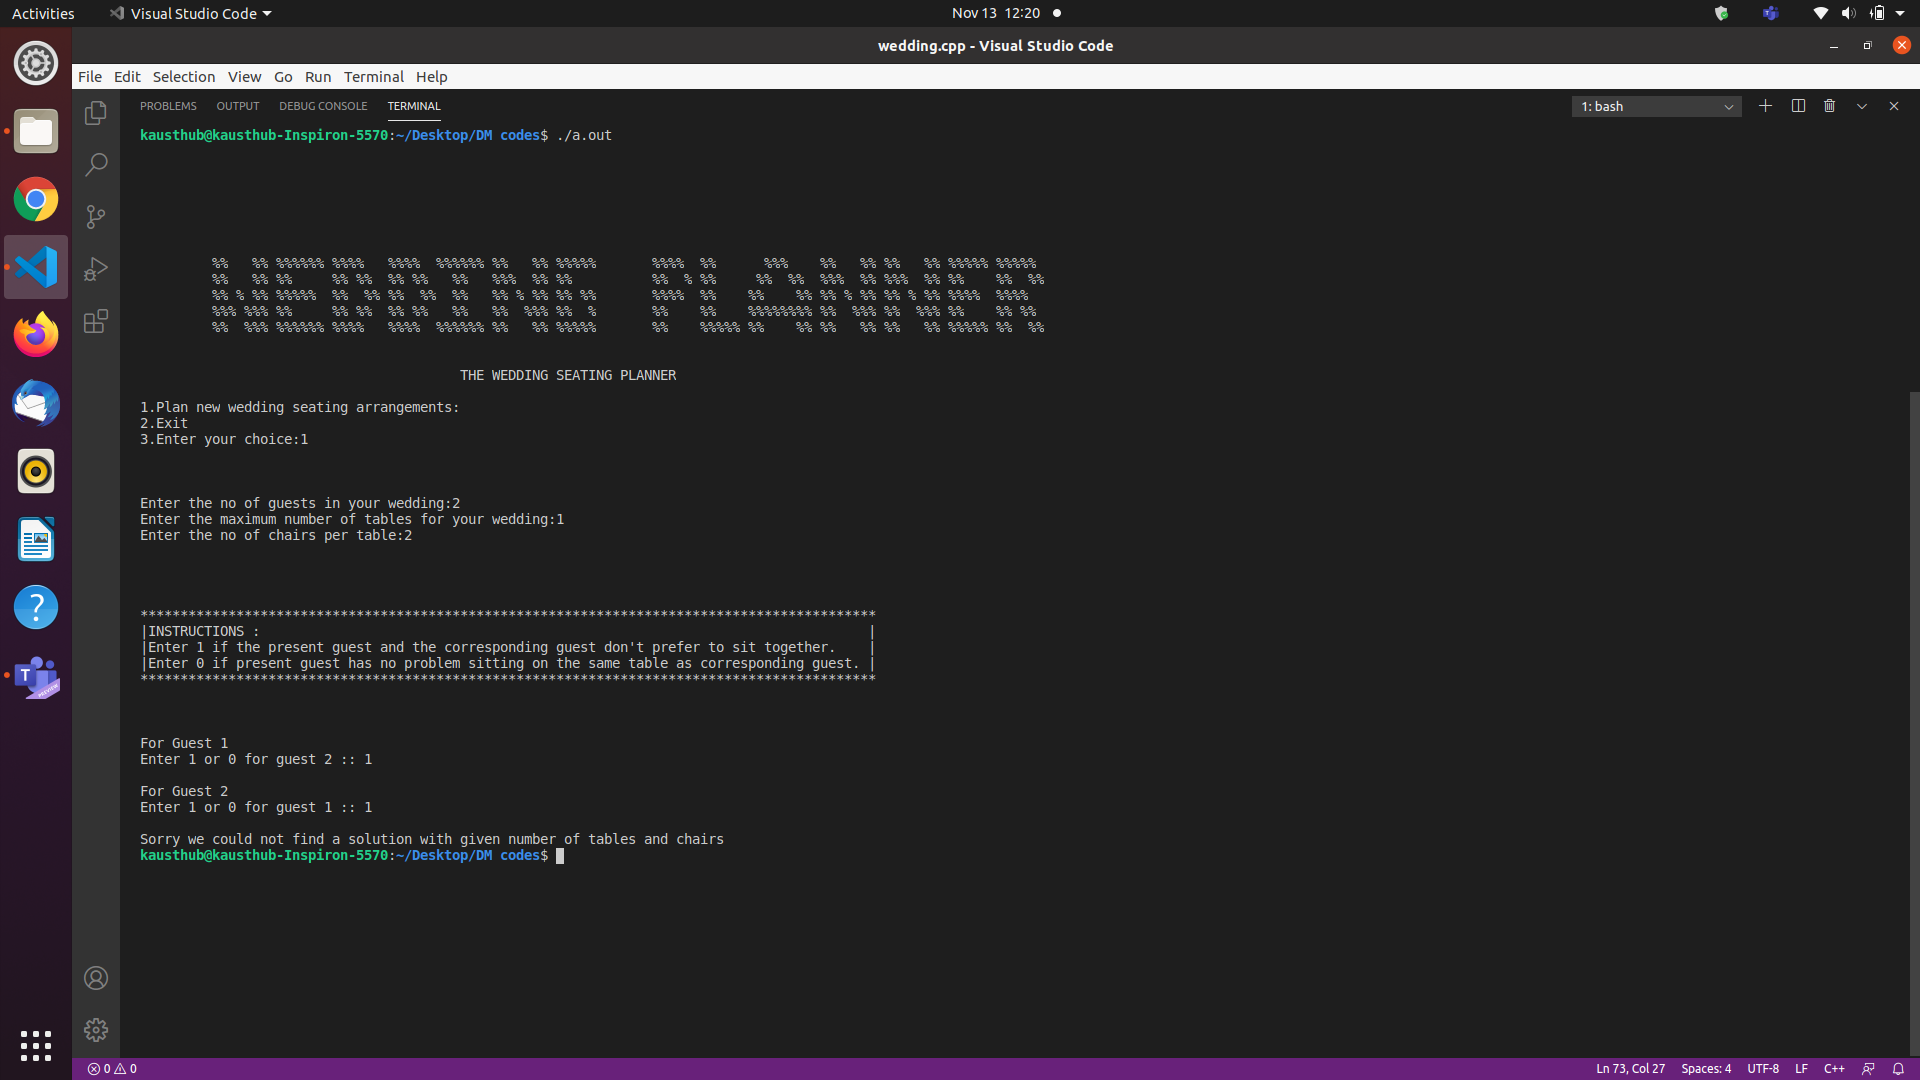 Activities
Visual Studio Code
Nov 13 12:20
wedding.cpp - Visual Studio Code
File Edit Selection View Go Run Terminal Help
PROBLEMS OUTPUT DEBUG CONSOLE TERMINAL
1: bash
kausthub@kausthub-Inspiron-5570:~/Desktop/DM codes$ ./a.out
WEDDING PLANNER
THE WEDDING SEATING PLANNER
1.Plan new wedding seating arrangements:
2.Exit
3.Enter your choice:1
Enter the no of guests in your wedding:2
Enter the maximum number of tables for your wedding:1
Enter the no of chairs per table:2
********************************************************************************************
|INSTRUCTIONS : |
|Enter 1 if the present guest and the corresponding guest don't prefer to sit together. |
|Enter 0 if present guest has no problem sitting on the same table as corresponding guest. |
********************************************************************************************
For Guest 1
Enter 1 or 0 for guest 2 :: 1
For Guest 2
Enter 1 or 0 for guest 1 :: 1
Sorry we could not find a solution with given number of tables and chairs
kausthub@kausthub-Inspiron-5570:~/Desktop/DM codes$
0 0
Ln 73, Col 27 Spaces: 4 UTF-8 LF C++